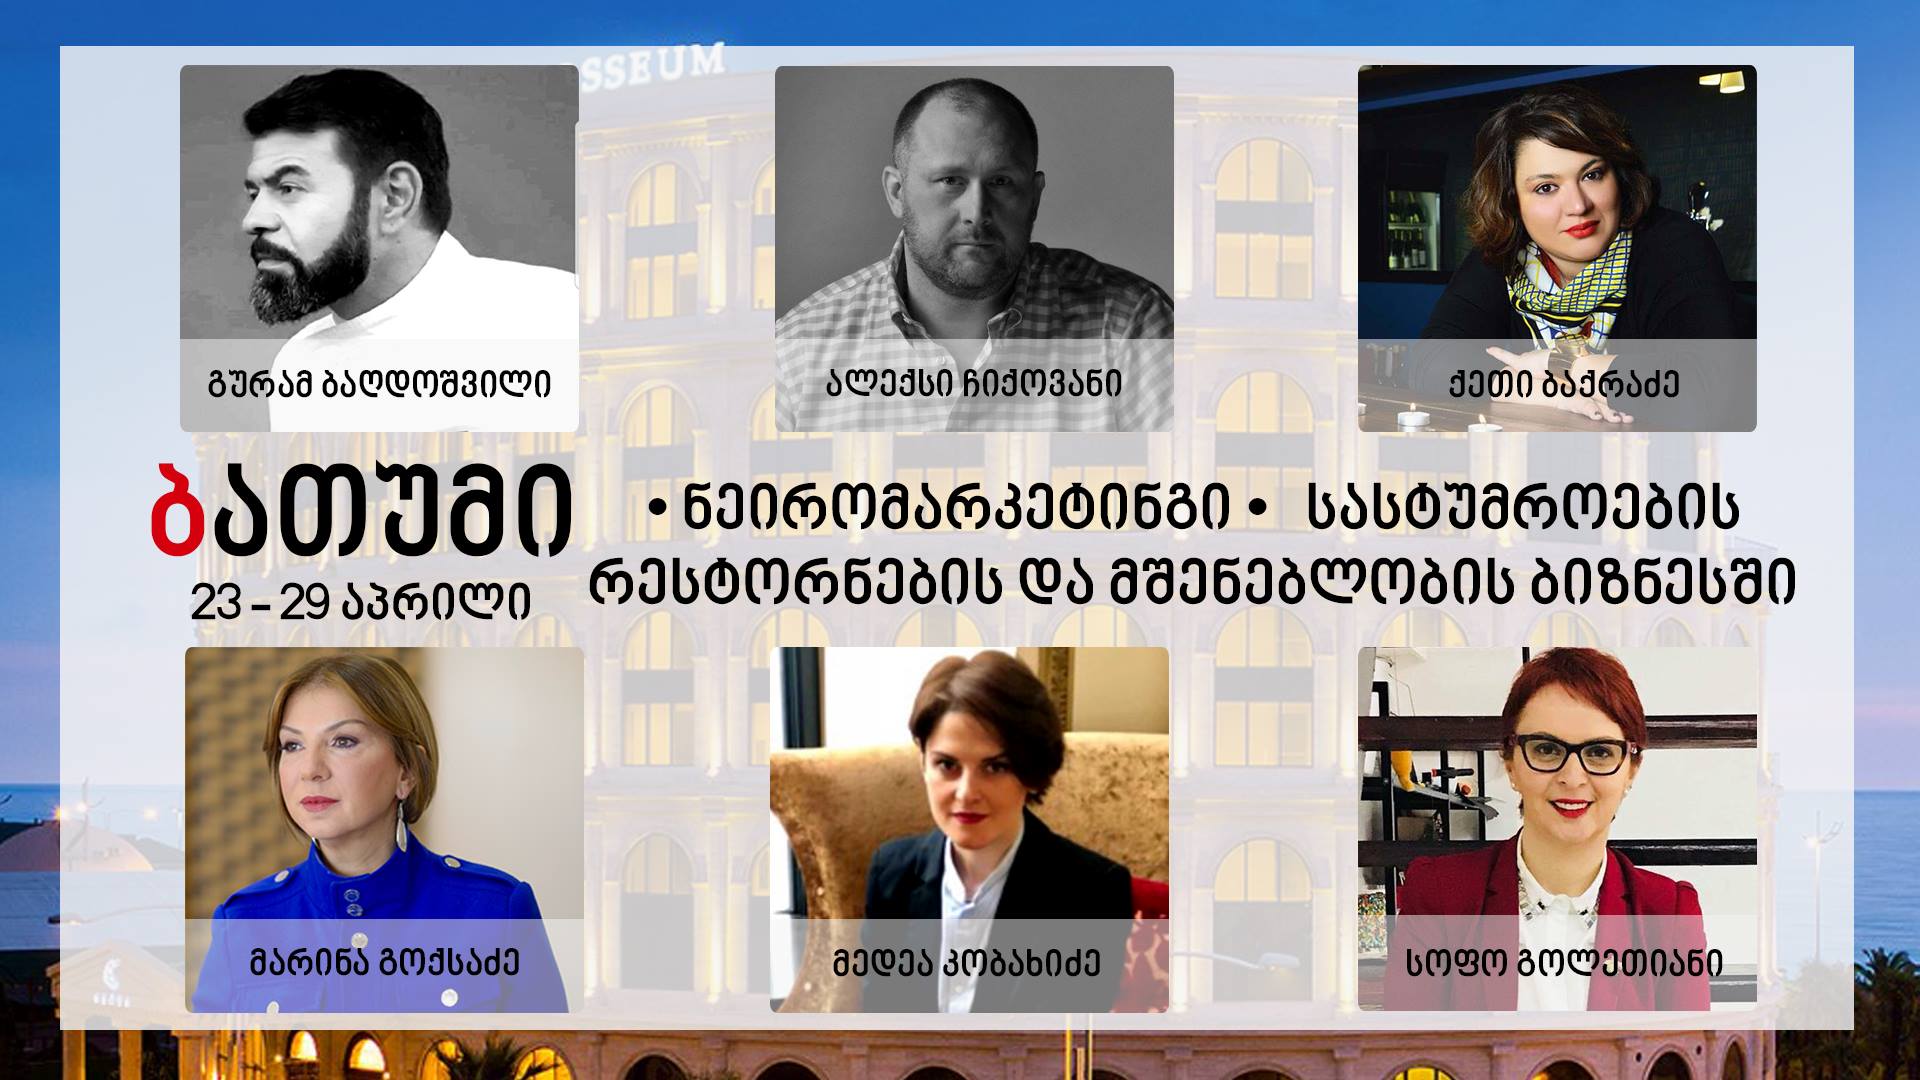 SSEUM
გურამ ბაღდოშვილი
ალექსი ჩიქოვანი
ქეთი ბაქრაძე
ბათუმი
23 – 29 აპრილი
• ნეირომარკეტინგი • სასტუმროების
რესტორნების და მშენებლობის ბიზნესში
მარინა გოქსაძე
მედეა კობახიძე
სოფო გოლეთიანი